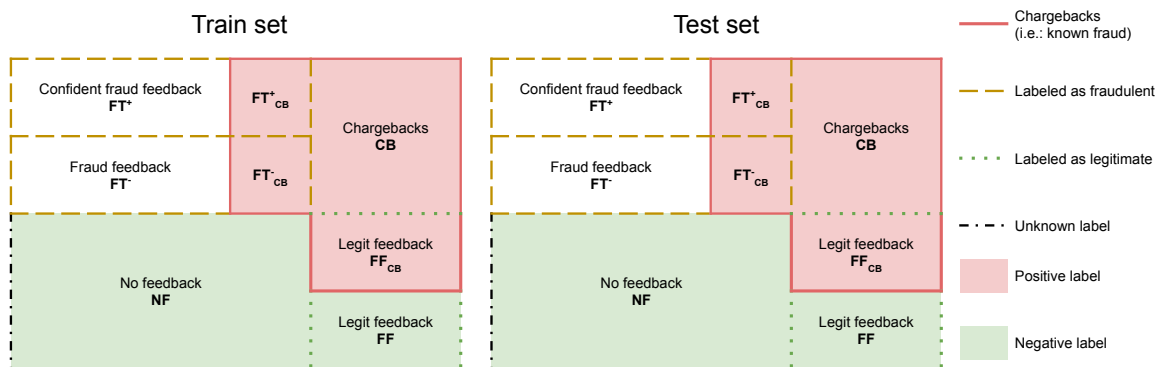 Train set
Confident fraud feedback
FT+
FT+CB
Chargebacks
CB
Fraud feedback
FT-
FT-CB
No feedback
NF
Legit feedback
FFCB
Legit feedback
FF
Test set
Confident fraud feedback
FT+
FT+CB
Chargebacks
CB
Fraud feedback
FT-
FT-CB
No feedback
NF
Legit feedback
FFCB
Legit feedback
FF
Chargebacks
(i.e.: known fraud)
Labeled as fraudulent
Labeled as legitimate
Unknown label
Positive label
Negative label